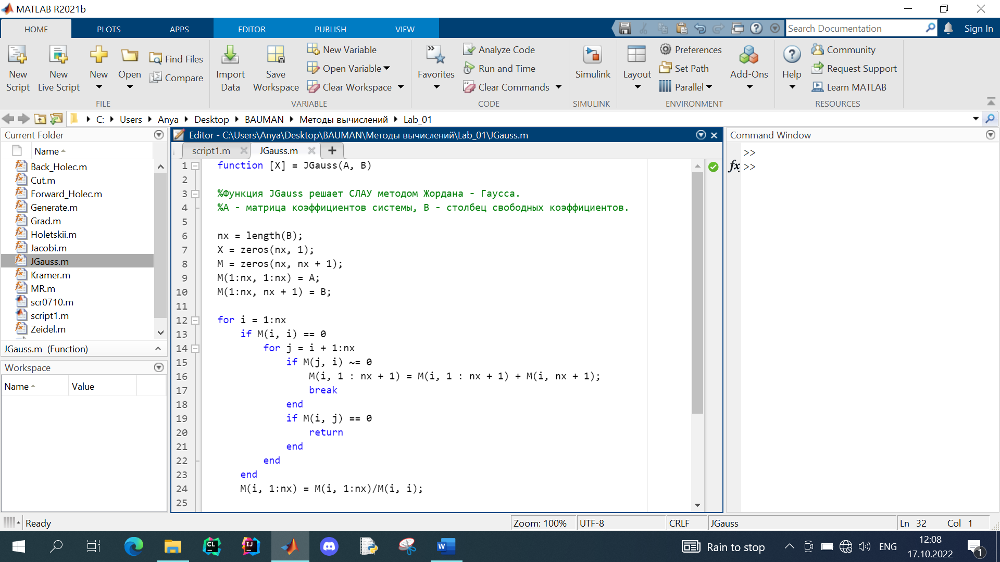 MATLAB R2021b
HOME PLOTS APPS EDITOR PUBLISH VIEW
Search Documentation
Sign In
New Script
New Live Script
New
Open
Find Files
Compare
FILE
Import Data
Save Workspace
New Variable
Open Variable
Clear Workspace
VARIABLE
Favorites
Analyze Code
Run and Time
Clear Commands
CODE
Simulink
SIMULINK
Layout
Preferences
Set Path
Parallel
Add-Ons
ENVIRONMENT
Help
Community
Request Support
Learn MATLAB
RESOURCES
C: Users Anya Desktop BAUMAN Методы вычислений Lab_01
Current Folder
Name
Back_Holec.m
Cut.m
Forward_Holec.m
Generate.m
Grad.m
Holetskii.m
Jacobi.m
JGauss.m
Kramer.m
MR.m
scr0710.m
script1.m
Zeidel.m
JGauss.m (Function)
Workspace
Name Value
Editor - C:\Users\Anya\Desktop\BAUMAN\Методы вычислений\Lab_01\JGauss.m
script1.m JGauss.m +
1 function [X] = JGauss(A, B)
2
3 %Функция JGauss решает СЛАУ методом Жордана - Гаусса.
4 %A - матрица коэффициентов системы, B - столбец свободных коэффициентов.
5
6 nx = length(B);
7 X = zeros(nx, 1);
8 M = zeros(nx, nx + 1);
9 M(1:nx, 1:nx) = A;
10 M(1:nx, nx + 1) = B;
11
12 for i = 1:nx
13 if M(i, i) == 0
14 for j = i + 1:nx
15 if M(j, i) ~= 0
16 M(i, 1 : nx + 1) = M(i, 1 : nx + 1) + M(i, nx + 1);
17 break
18 end
19 if M(i, j) == 0
20 return
21 end
22 end
23 end
24 M(i, 1:nx) = M(i, 1:nx)/M(i, i);
25
Command Window
>>
fx >>
Ready
Zoom: 100% UTF-8 CRLF JGauss Ln 32 Col 1
CL
IJ
W
Rain to stop
ENG
12:08
17.10.2022
1